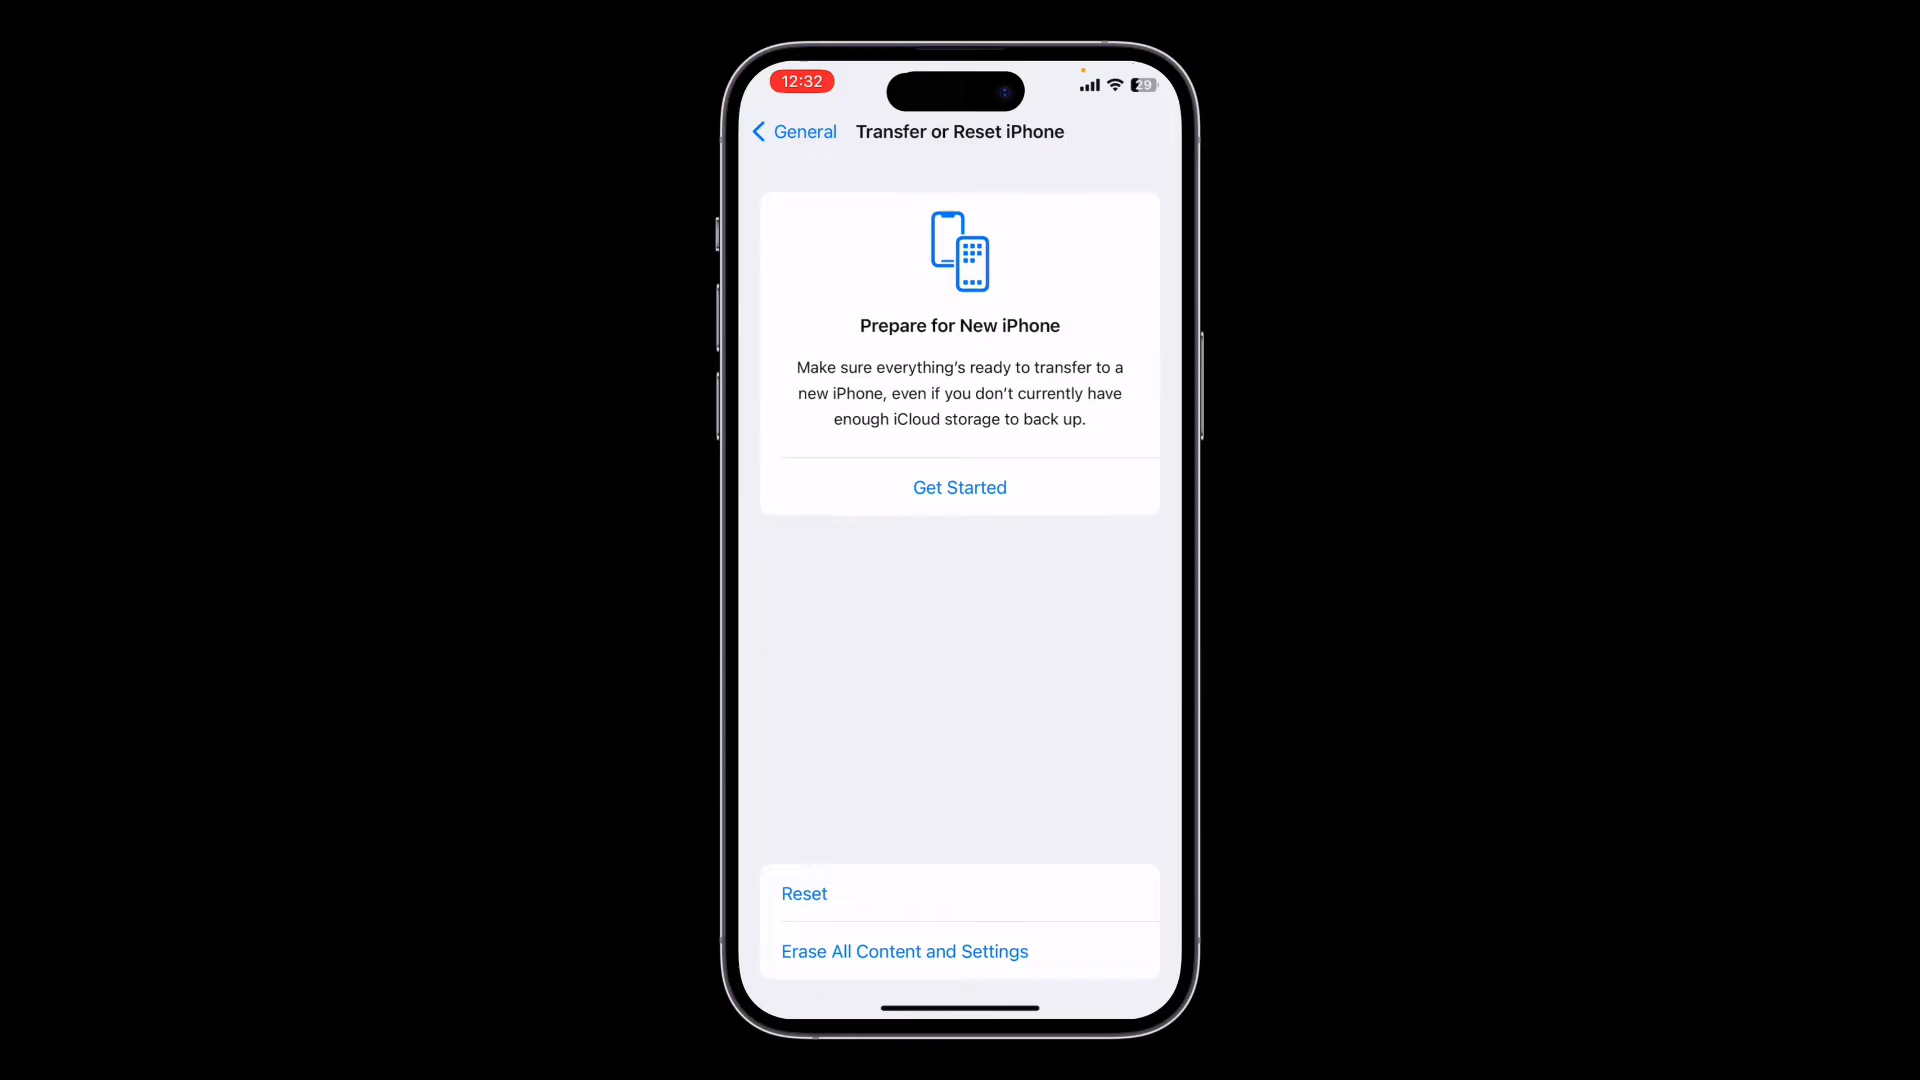 12:32
29
General
Transfer or Reset iPhone
Prepare for New iPhone
Make sure everything’s ready to transfer to a
new iPhone, even if you don’t currently have
enough iCloud storage to back up.
Get Started
Reset
Erase All Content and Settings